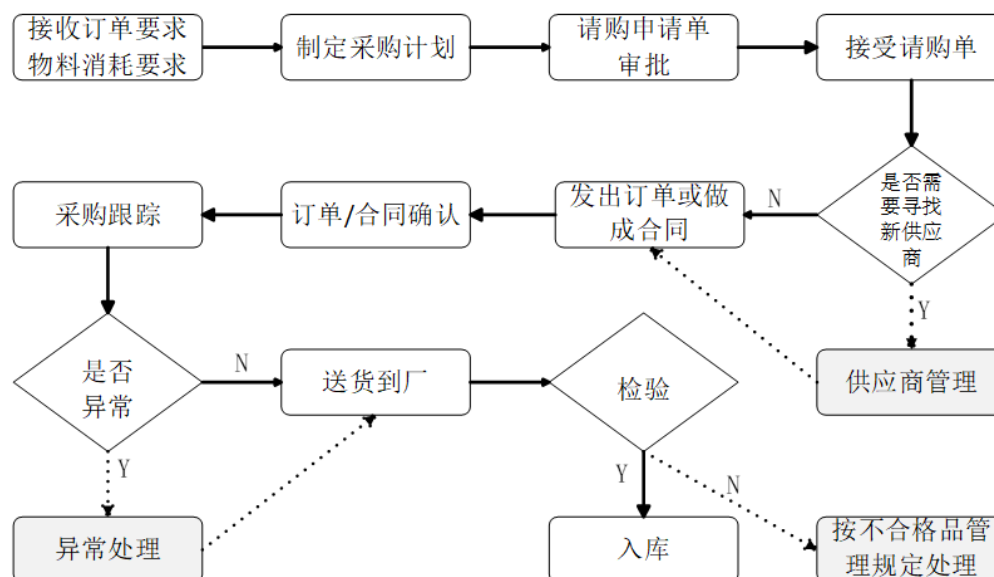 接收订单要求
物料消耗要求
制定采购计划
请购申请单
审批
接受请购单
是否需
要寻找
新供应
商
N
Y
发出订单或做
成合同
订单/合同确认
采购跟踪
供应商管理
是否
异常
N
Y
送货到厂
检验
Y
N
异常处理
入库
按不合格品管
理规定处理